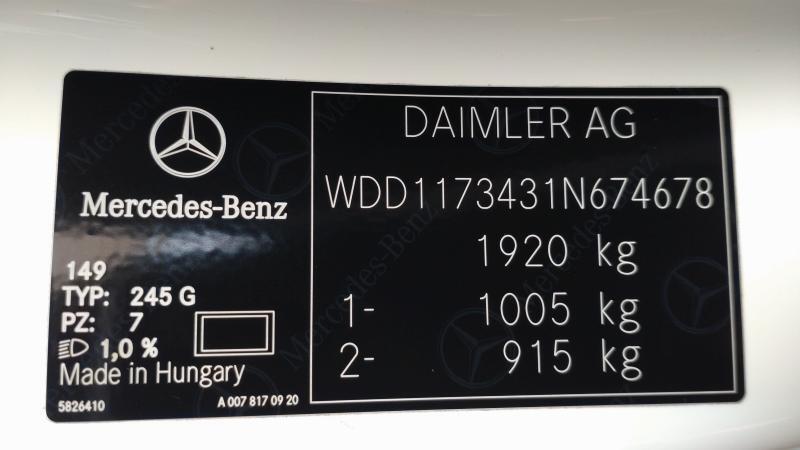 Mercedes-Benz
149
TYP: 245 G
PZ: 7
1,0 %
Made in Hungary
5826410
A 007 817 09 20
DAIMLER AG
WDD1173431N674678
1920 kg
1- 1005 kg
2- 915 kg